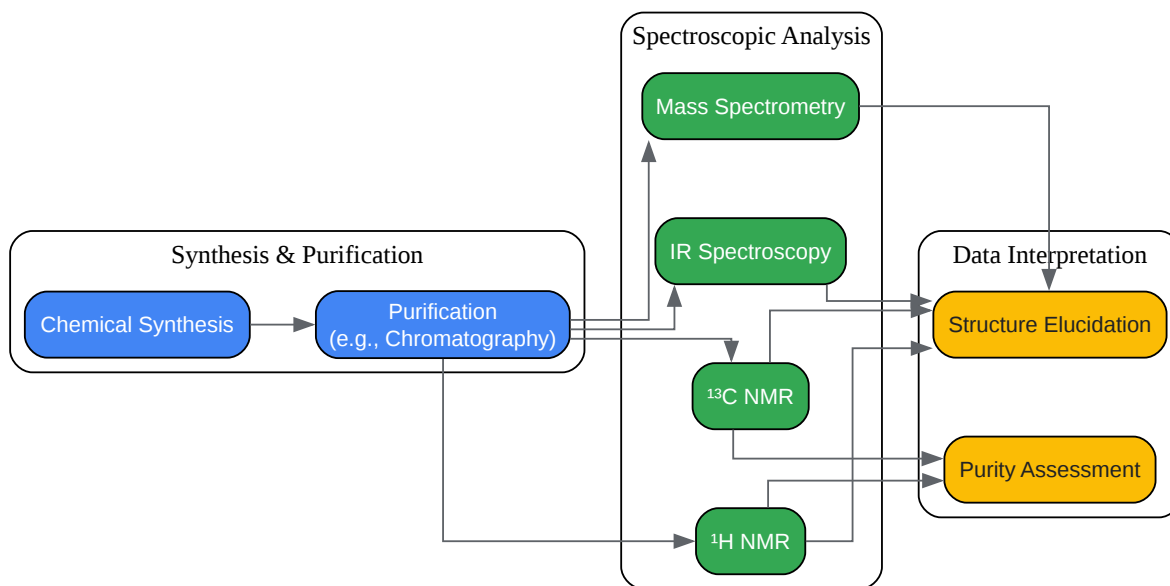 Synthesis & Purification
Chemical Synthesis
Purification
(e.g., Chromatography)
Spectroscopic Analysis
Mass Spectrometry
IR Spectroscopy
¹³C NMR
¹H NMR
Data Interpretation
Structure Elucidation
Purity Assessment